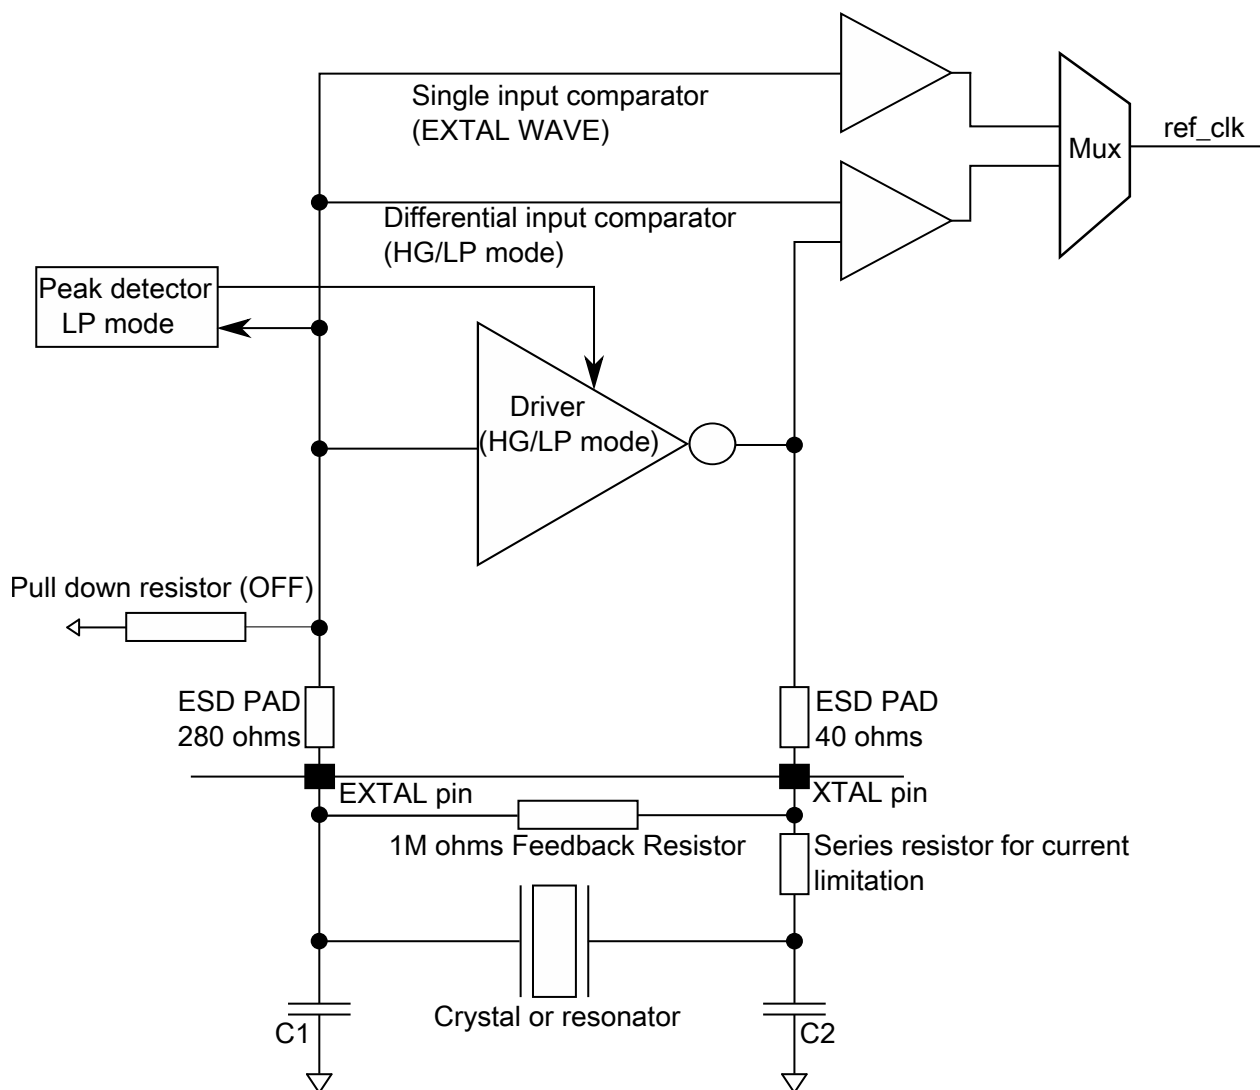 Single input comparator
(EXTAL WAVE)
Mux
ref_clk
Differential input comparator
(HG/LP mode)
Peak detector
LP mode
Driver
(HG/LP mode)
Pull down resistor (OFF)
ESD PAD
280 ohms
ESD PAD
40 ohms
EXTAL pin
XTAL pin
1M ohms Feedback Resistor
Series resistor for current
limitation
Crystal or resonator
C1
C2